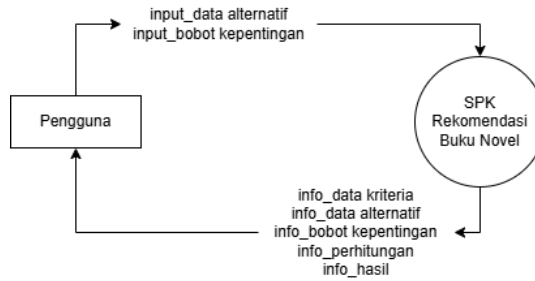 input_data alternatif
input_bobot kepentingan
Pengguna
SPK
Rekomendasi
Buku Novel
info_data kriteria
info_data alternatif
info_bobot kepentingan
info_perhitungan
info_hasil